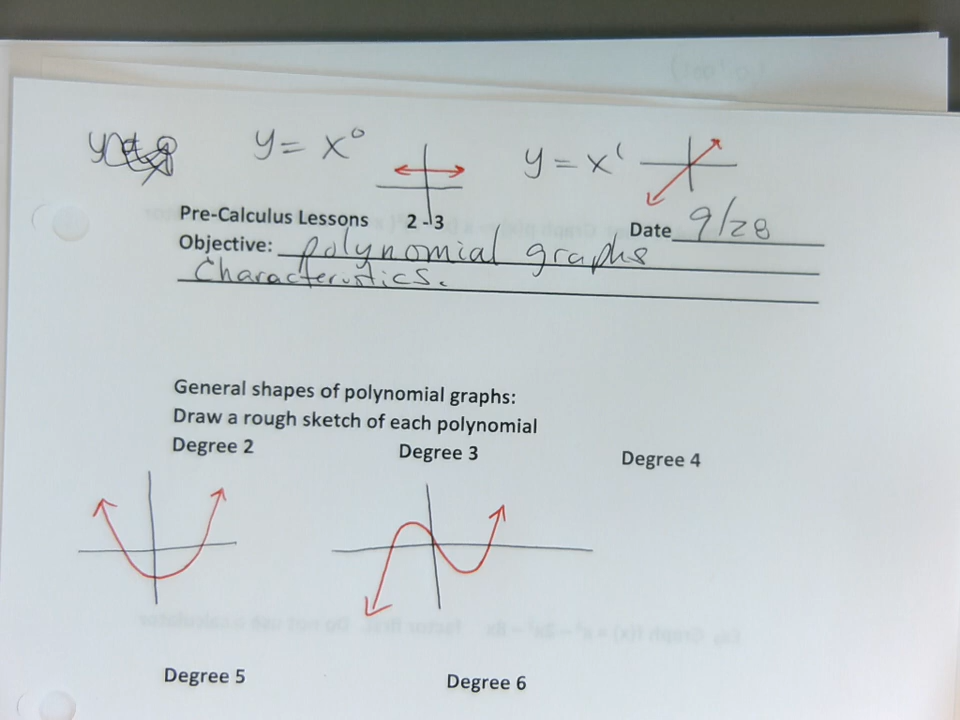 y = x⁰ y = x¹
Pre-Calculus Lessons 2-3 Date 9/28
Objective: polynomial graphs
Characteristics.
General shapes of polynomial graphs:
Draw a rough sketch of each polynomial
Degree 2 Degree 3 Degree 4
Degree 5 Degree 6